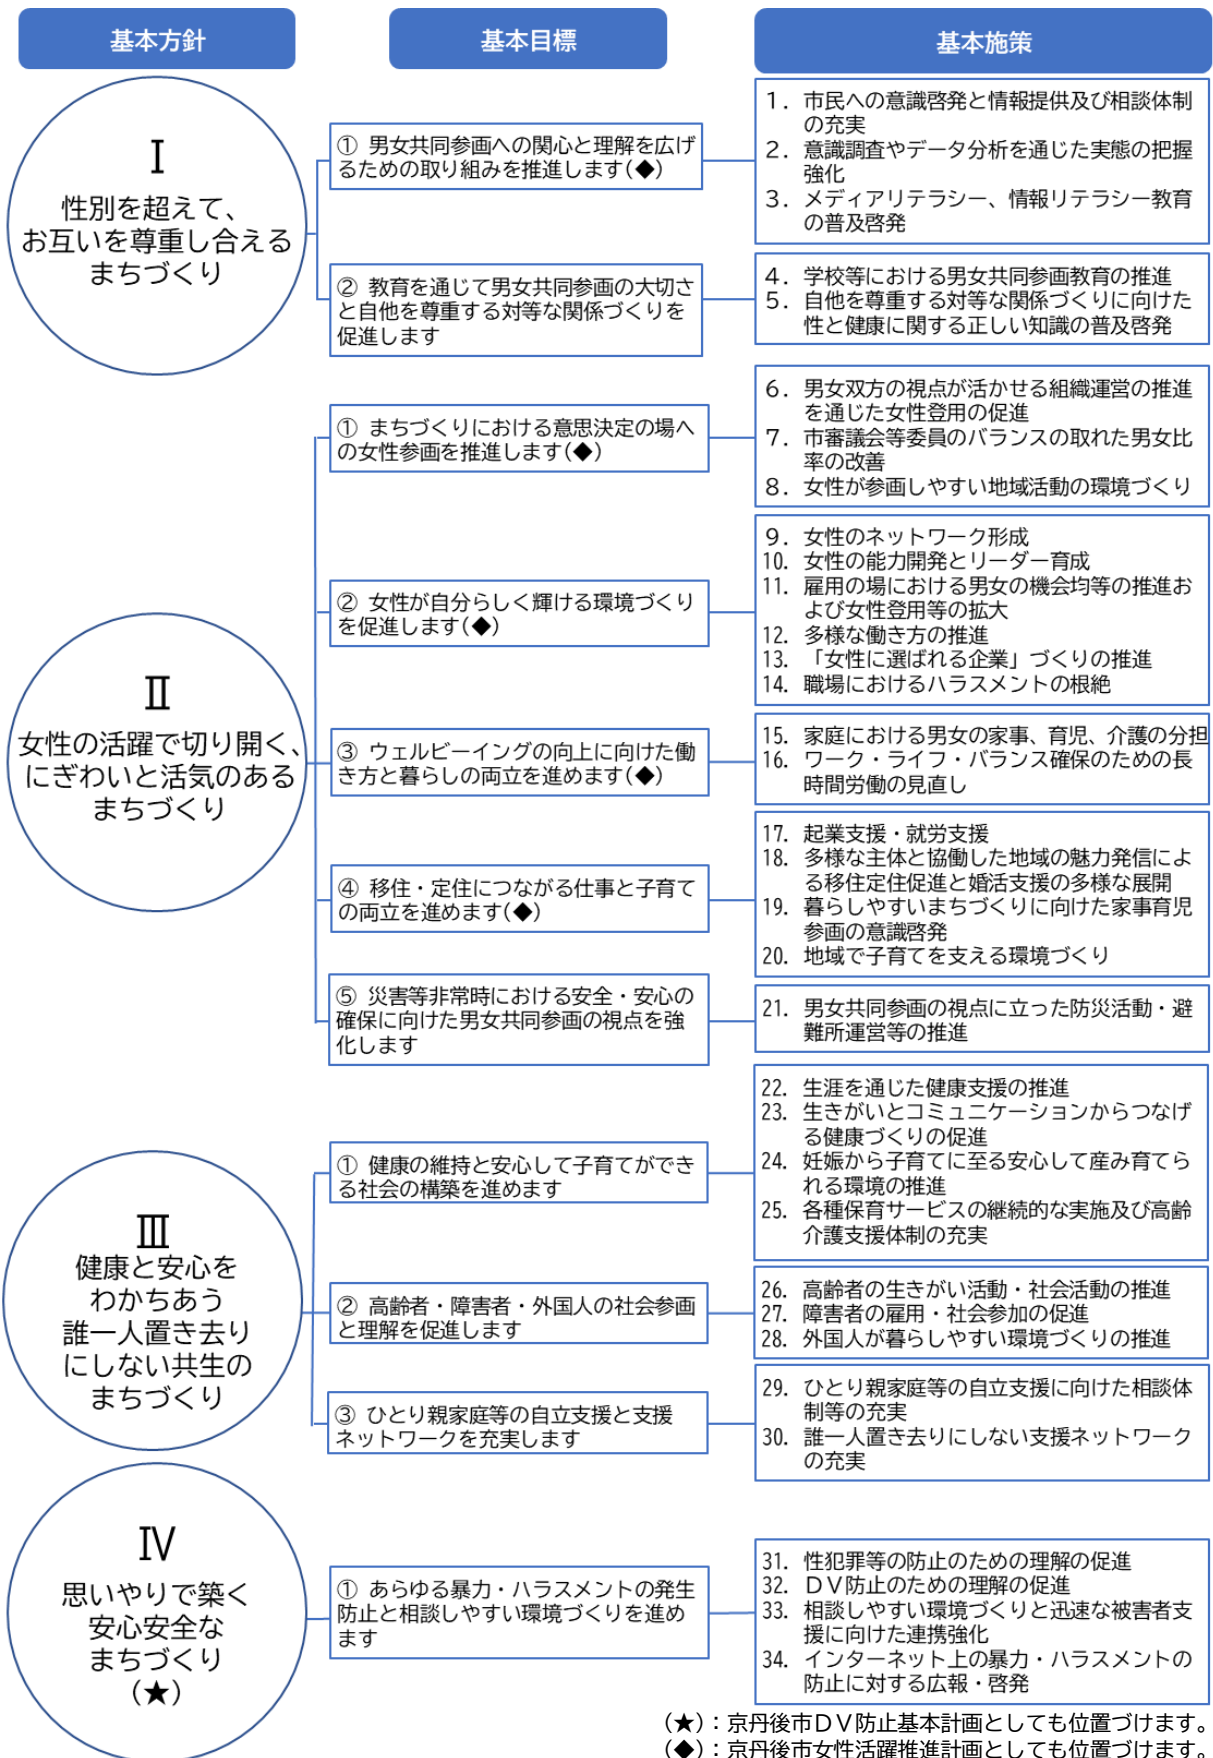 基本方針
基本目標
基本施策
Ⅰ
性別を超えて、
お互いを尊重し合える
まちづくり
① 男女共同参画への関心と理解を広げ
るための取り組みを推進します(◆)
1. 市民への意識啓発と情報提供及び相談体制
の充実
2. 意識調査やデータ分析を通じた実態の把握
強化
3. メディアリテラシー、情報リテラシー教育
の普及啓発
② 教育を通じて男女共同参画の大切さ
と自他を尊重する対等な関係づくりを
促進します
4. 学校等における男女共同参画教育の推進
5. 自他を尊重する対等な関係づくりに向けた
性と健康に関する正しい知識の普及啓発
Ⅱ
女性の活躍で切り開く、
にぎわいと活気のある
まちづくり
① まちづくりにおける意思決定の場へ
の女性参画を推進します(◆)
6. 男女双方の視点が活かせる組織運営の推進
を通じた女性登用の促進
7. 市審議会等委員のバランスの取れた男女比
率の改善
8. 女性が参画しやすい地域活動の環境づくり
② 女性が自分らしく輝ける環境づくり
を促進します(◆)
9. 女性のネットワーク形成
10. 女性の能力開発とリーダー育成
11. 雇用の場における男女の機会均等の推進お
よび女性登用等の拡大
12. 多様な働き方の推進
13. 「女性に選ばれる企業」づくりの推進
14. 職場におけるハラスメントの根絶
③ ウェルビーイングの向上に向けた働
き方と暮らしの両立を進めます(◆)
15. 家庭における男女の家事、育児、介護の分担
16. ワーク・ライフ・バランス確保のための長
時間労働の見直し
④ 移住・定住につながる仕事と子育て
の両立を進めます(◆)
17. 起業支援・就労支援
18. 多様な主体と協働した地域の魅力発信によ
る移住定住促進と婚活支援の多様な展開
19. 暮らしやすいまちづくりに向けた家事育児
参画の意識啓発
20. 地域で子育てを支える環境づくり
⑤ 災害等非常時における安全・安心の
確保に向けた男女共同参画の視点を強
化します
21. 男女共同参画の視点に立った防災活動・避
難所運営等の推進
Ⅲ
健康と安心を
わかちあう
誰一人置き去り
にしない共生の
まちづくり
① 健康の維持と安心して子育てができ
る社会の構築を進めます
22. 生涯を通じた健康支援の推進
23. 生きがいとコミュニケーションからつなげ
る健康づくりの促進
24. 妊娠から子育てに至る安心して産み育てら
れる環境の推進
25. 各種保育サービスの継続的な実施及び高齢
介護支援体制の充実
② 高齢者・障害者・外国人の社会参画
と理解を促進します
26. 高齢者の生きがい活動・社会活動の推進
27. 障害者の雇用・社会参加の促進
28. 外国人が暮らしやすい環境づくりの推進
③ ひとり親家庭等の自立支援と支援
ネットワークを充実します
29. ひとり親家庭等の自立支援に向けた相談体
制等の充実
30. 誰一人置き去りにしない支援ネットワーク
の充実
Ⅳ
思いやりで築く
安心安全な
まちづくり
(★)
① あらゆる暴力・ハラスメントの発生
防止と相談しやすい環境づくりを進め
ます
31. 性犯罪等の防止のための理解の促進
32. DV防止のための理解の促進
33. 相談しやすい環境づくりと迅速な被害者支
援に向けた連携強化
34. インターネット上の暴力・ハラスメントの
防止に対する広報・啓発
(★):京丹後市DV防止基本計画としても位置づけます。
(◆):京丹後市女性活躍推進計画としても位置づけます。